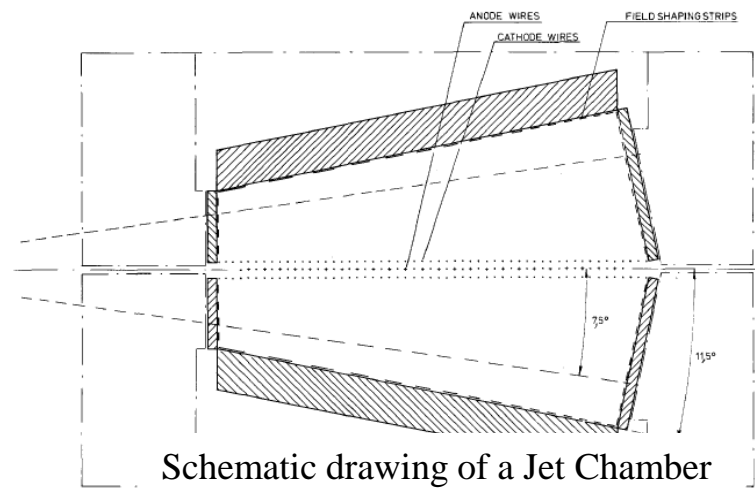 ANODE WIRES
FIELD SHAPING STRIPS
CATHODE WIRES
7,5°
11,5°
Schematic drawing of a Jet Chamber